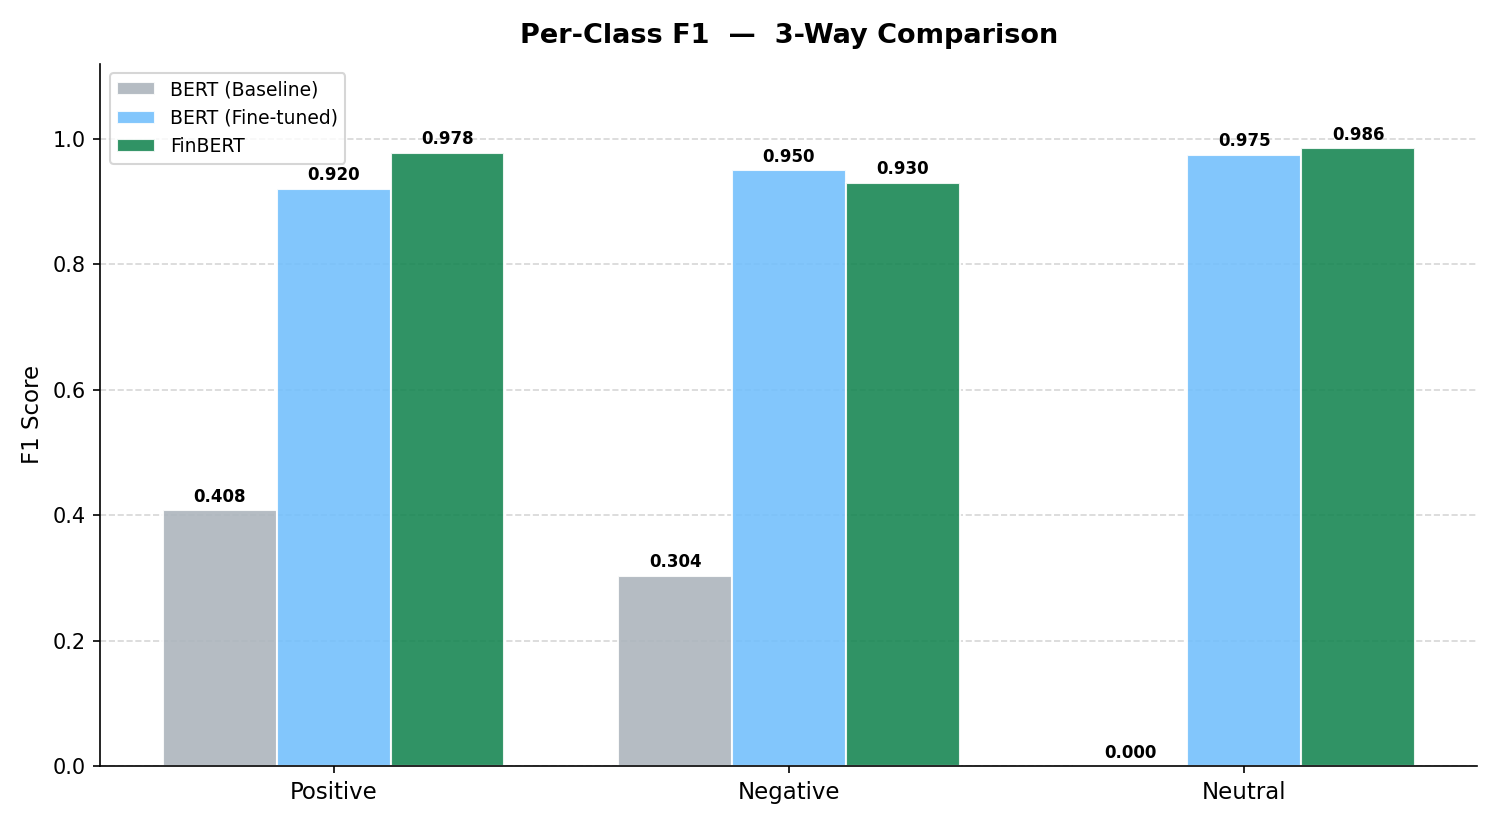 Per-Class F1 — 3-Way Comparison
BERT (Baseline)
BERT (Fine-tuned)
FinBERT
F1 Score
1.0
0.8
0.6
0.4
0.2
0.0
0.408
0.920
0.978
0.304
0.950
0.930
0.000
0.975
0.986
Positive
Negative
Neutral